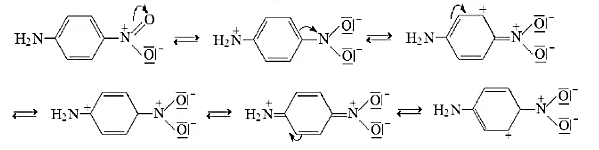 O O|⁻ + O|⁻
H₂N N⁺ ⇌ H₂N⁺ N⁺ ⇌ H₂N N⁺
O|⁻ O|⁻ O|⁻
O|⁻ O|⁻ O|⁻
⇌ H₂N N⁺ ⇌ H₂N N⁺ ⇌ H₂N N⁺
+ +
O|⁻ O|⁻ + O|⁻